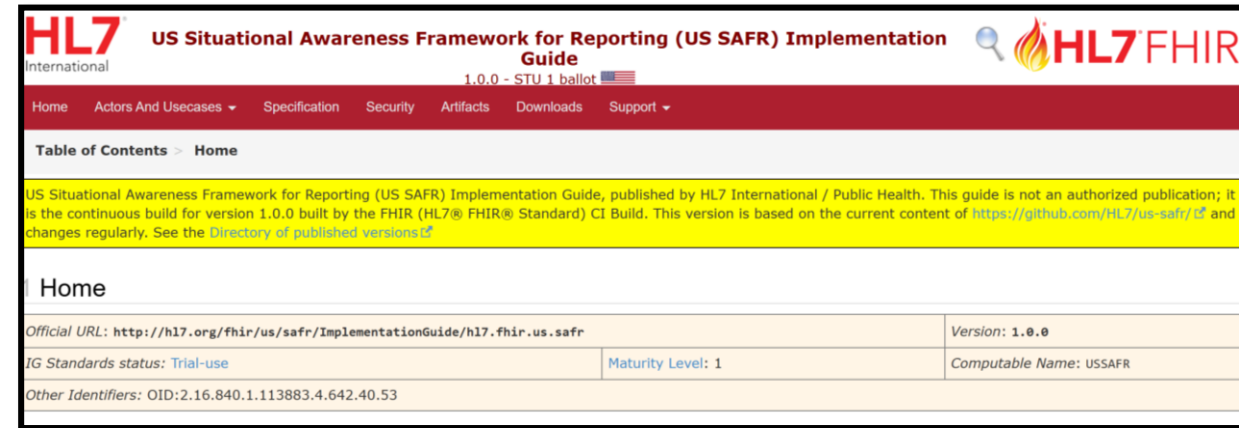 HL7
International
US Situational Awareness Framework for Reporting (US SAFR) Implementation
Guide
1.0.0 - STU 1 ballot
HL7 FHIR
Home Actors And Usecases Specification Security Artifacts Downloads Support
Table of Contents > Home
US Situational Awareness Framework for Reporting (US SAFR) Implementation Guide, published by HL7 International / Public Health. This guide is not an authorized publication; it
is the continuous build for version 1.0.0 built by the FHIR (HL7® FHIR® Standard) CI Build. This version is based on the current content of https://github.com/HL7/us-safr/ and
changes regularly. See the Directory of published versions
Home
Official URL: http://hl7.org/fhir/us/safr/ImplementationGuide/hl7.fhir.us.safr Version: 1.0.0
IG Standards status: Trial-use Maturity Level: 1 Computable Name: USSAFR
Other Identifiers: OID:2.16.840.1.113883.4.642.40.53